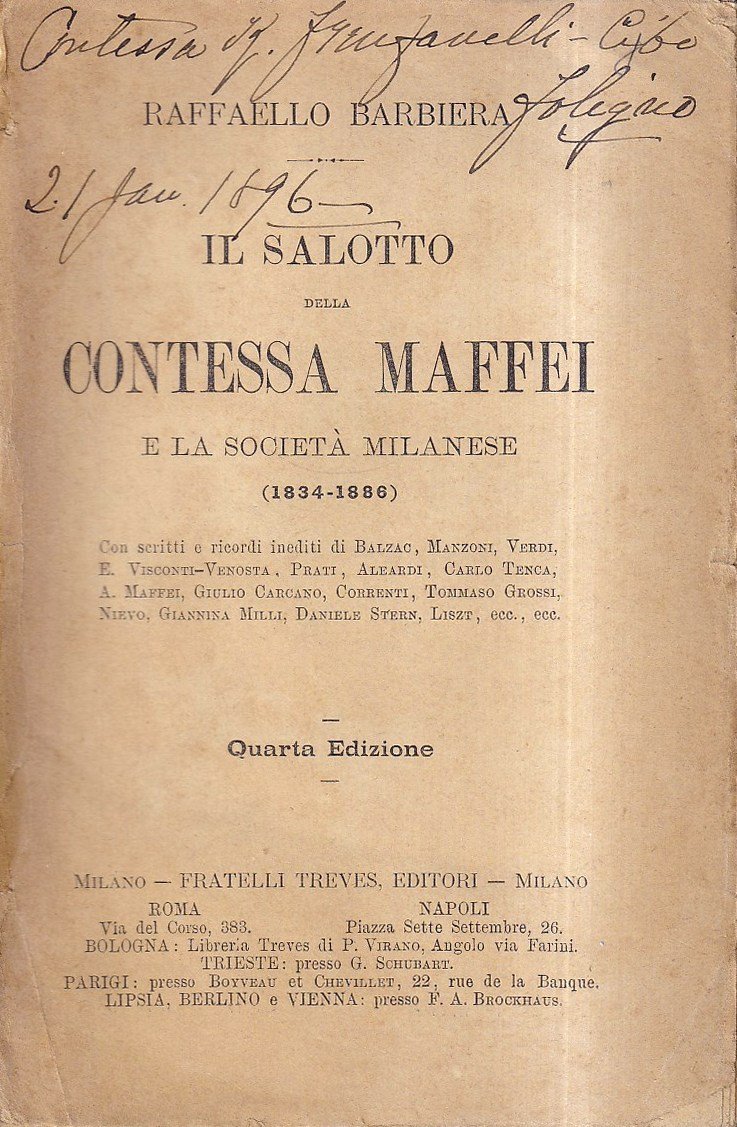 Contessa K. Frenfanelli-Cybo
Foligno
RAFFAELLO BARBIERA
21 Jan. 1896
IL SALOTTO
DELLA
CONTESSA MAFFEI
E LA SOCIETÀ MILANESE
(1834-1886)
Con scritti e ricordi inediti di BALZAC, MANZONI, VERDI,
E. VISCONTI-VENOSTA, PRATI, ALEARDI, CARLO TENCA,
A. MAFFEI, GIULIO CARCANO, CORRENTI, TOMMASO GROSSI,
NIEVO, GIANNINA MILLI, DANIELE STERN, LISZT, ecc., ecc.
Quarta Edizione
MILANO — FRATELLI TREVES, EDITORI — MILANO
ROMA NAPOLI
Via del Corso, 383. Piazza Sette Settembre, 26.
BOLOGNA: Libreria Treves di P. VIRANO, Angolo via Farini.
TRIESTE: presso G. SCHUBART.
PARIGI: presso BOYVEAU et CHEVILLET, 22, rue de la Banque.
LIPSIA, BERLINO e VIENNA: presso F. A. BROCKHAUS.